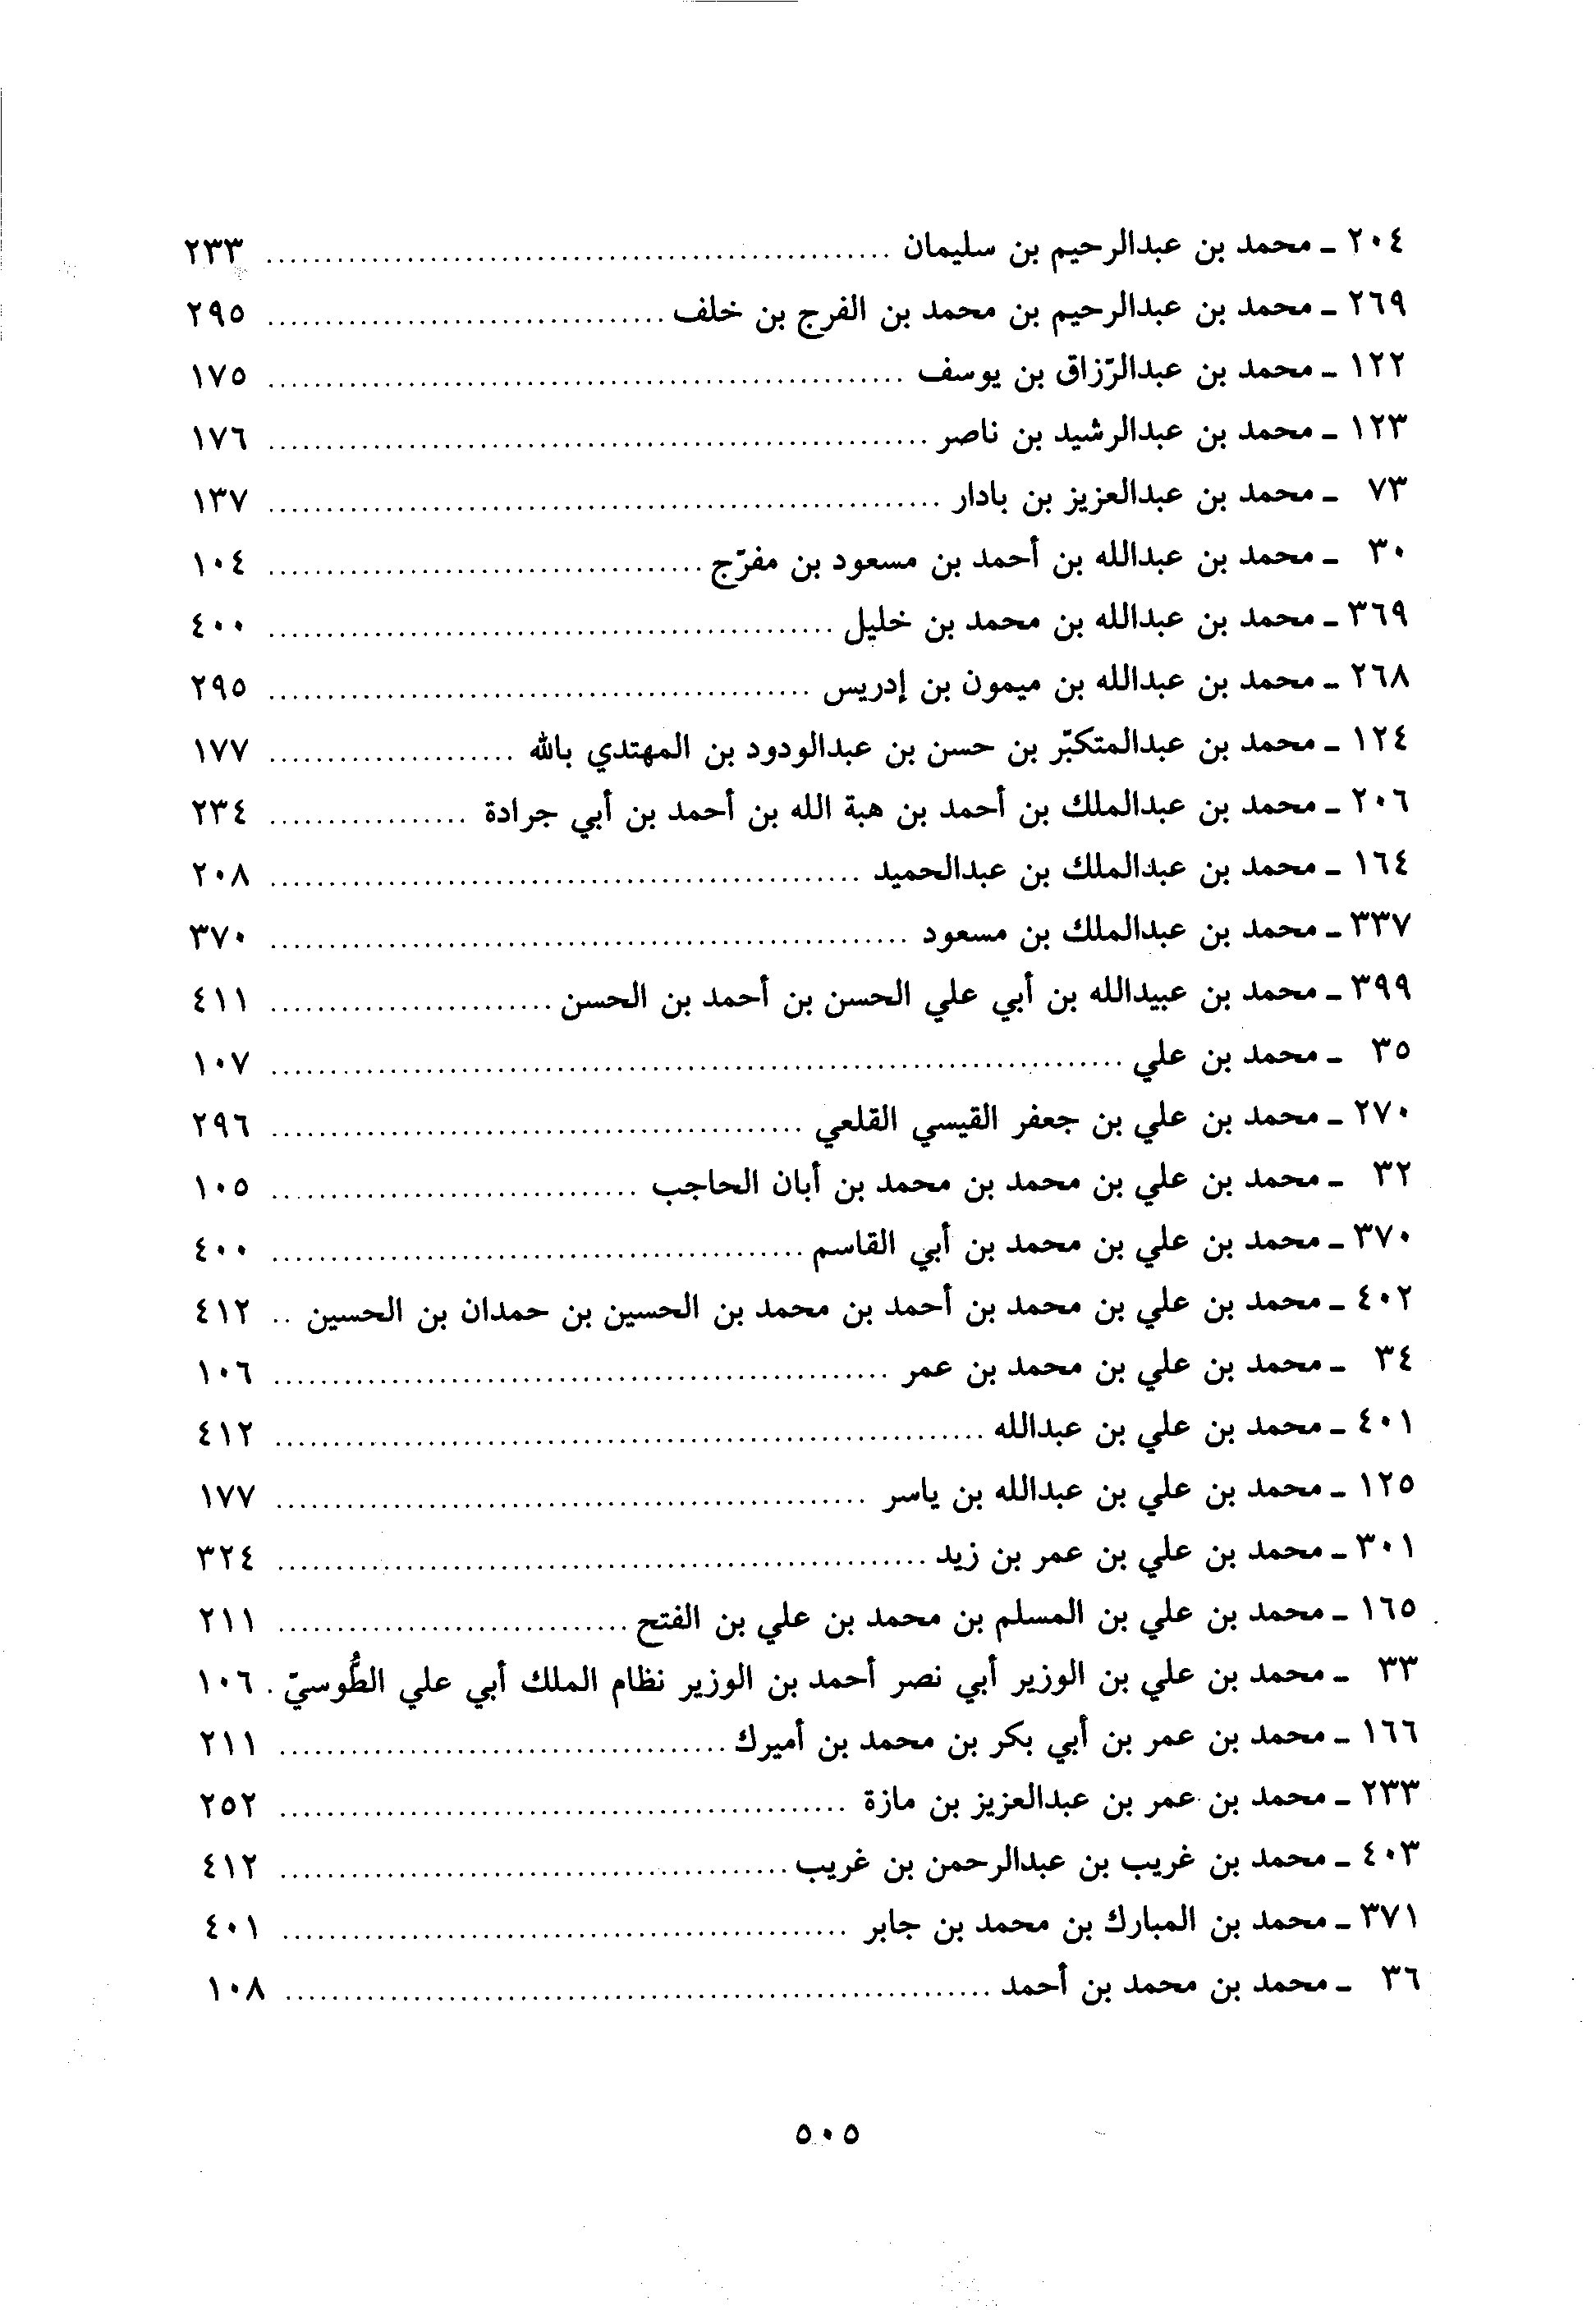 ٢٠٤ ـ محمد بن عبدالرحيم بن سليمان ........ ٢٣٣
٢٦٩ ـ محمد بن عبدالرحيم بن محمد بن الفرج بن خلف ........ ٢٩٥
١٢٢ ـ محمد بن عبدالرّزاق بن يوسف ........ ١٧٥
١٢٣ ـ محمد بن عبدالرشيد بن ناصر ........ ١٧٦
٧٣ ـ محمد بن عبدالعزيز بن بادار ........ ١٣٧
٣٠ ـ محمد بن عبدالله بن أحمد بن مسعود بن مفرّج ........ ١٠٤
٣٦٩ ـ محمد بن عبدالله بن محمد بن خليل ........ ٤٠٠
٢٦٨ ـ محمد بن عبدالله بن ميمون بن إدريس ........ ٢٩٥
١٢٤ ـ محمد بن عبدالمتكبّر بن حسن بن عبدالودود بن المهتدي بالله ........ ١٧٧
٢٠٦ ـ محمد بن عبدالملك بن أحمد بن هبة الله بن أحمد بن أبي جرادة ........ ٢٣٤
١٦٤ ـ محمد بن عبدالملك بن عبدالحميد ........ ٢٠٨
٣٣٧ ـ محمد بن عبدالملك بن مسعود ........ ٣٧٠
٣٩٩ ـ محمد بن عبيدالله بن أبي علي الحسن بن أحمد بن الحسن ........ ٤١١
٣٥ ـ محمد بن علي ........ ١٠٧
٢٧٠ ـ محمد بن علي بن جعفر القيسي القلعي ........ ٢٩٦
٣٢ ـ محمد بن علي بن محمد بن محمد بن أبان الحاجب ........ ١٠٥
٣٧٠ ـ محمد بن علي بن محمد بن أبي القاسم ........ ٤٠٠
٤٠٢ ـ محمد بن علي بن محمد بن أحمد بن محمد بن الحسين بن حمدان بن الحسين .. ٤١٢
٣٤ ـ محمد بن علي بن محمد بن عمر ........ ١٠٦
٤٠١ ـ محمد بن علي بن عبدالله ........ ٤١٢
١٢٥ ـ محمد بن علي بن عبدالله بن ياسر ........ ١٧٧
٣٠١ ـ محمد بن علي بن عمر بن زيد ........ ٣٢٤
١٦٥ ـ محمد بن علي بن المسلم بن محمد بن علي بن الفتح ........ ٢١١
٣٣ ـ محمد بن علي بن الوزير أبي نصر أحمد بن الوزير نظام الملك أبي علي الطُّوسيّ . ١٠٦
١٦٦ ـ محمد بن عمر بن أبي بكر بن محمد بن أميرك ........ ٢١١
٢٣٣ ـ محمد بن عمر بن عبدالعزيز بن مازة ........ ٢٥٢
٤٠٣ ـ محمد بن غريب بن عبدالرحمن بن غريب ........ ٤١٢
٣٧١ ـ محمد بن المبارك بن محمد بن جابر ........ ٤٠١
٣٦ ـ محمد بن محمد بن أحمد ........ ١٠٨
٥٠٥